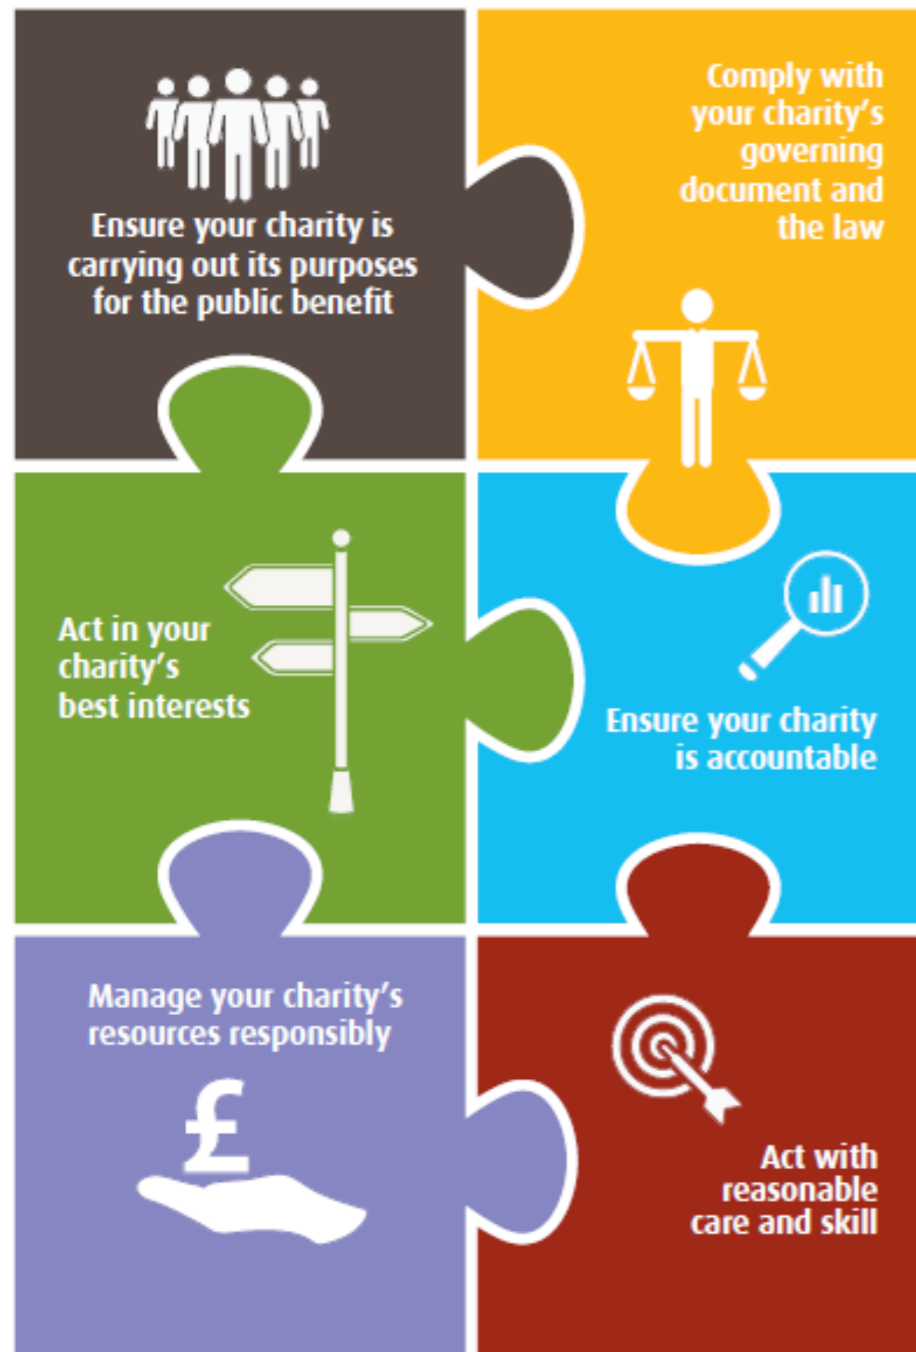 Ensure your charity is
carrying out its purposes
for the public benefit
Comply with
your charity’s
governing
document and
the law
Act in your
charity’s
best interests
Ensure your charity
is accountable
Manage your charity’s
resources responsibly
£
Act with
reasonable
care and skill